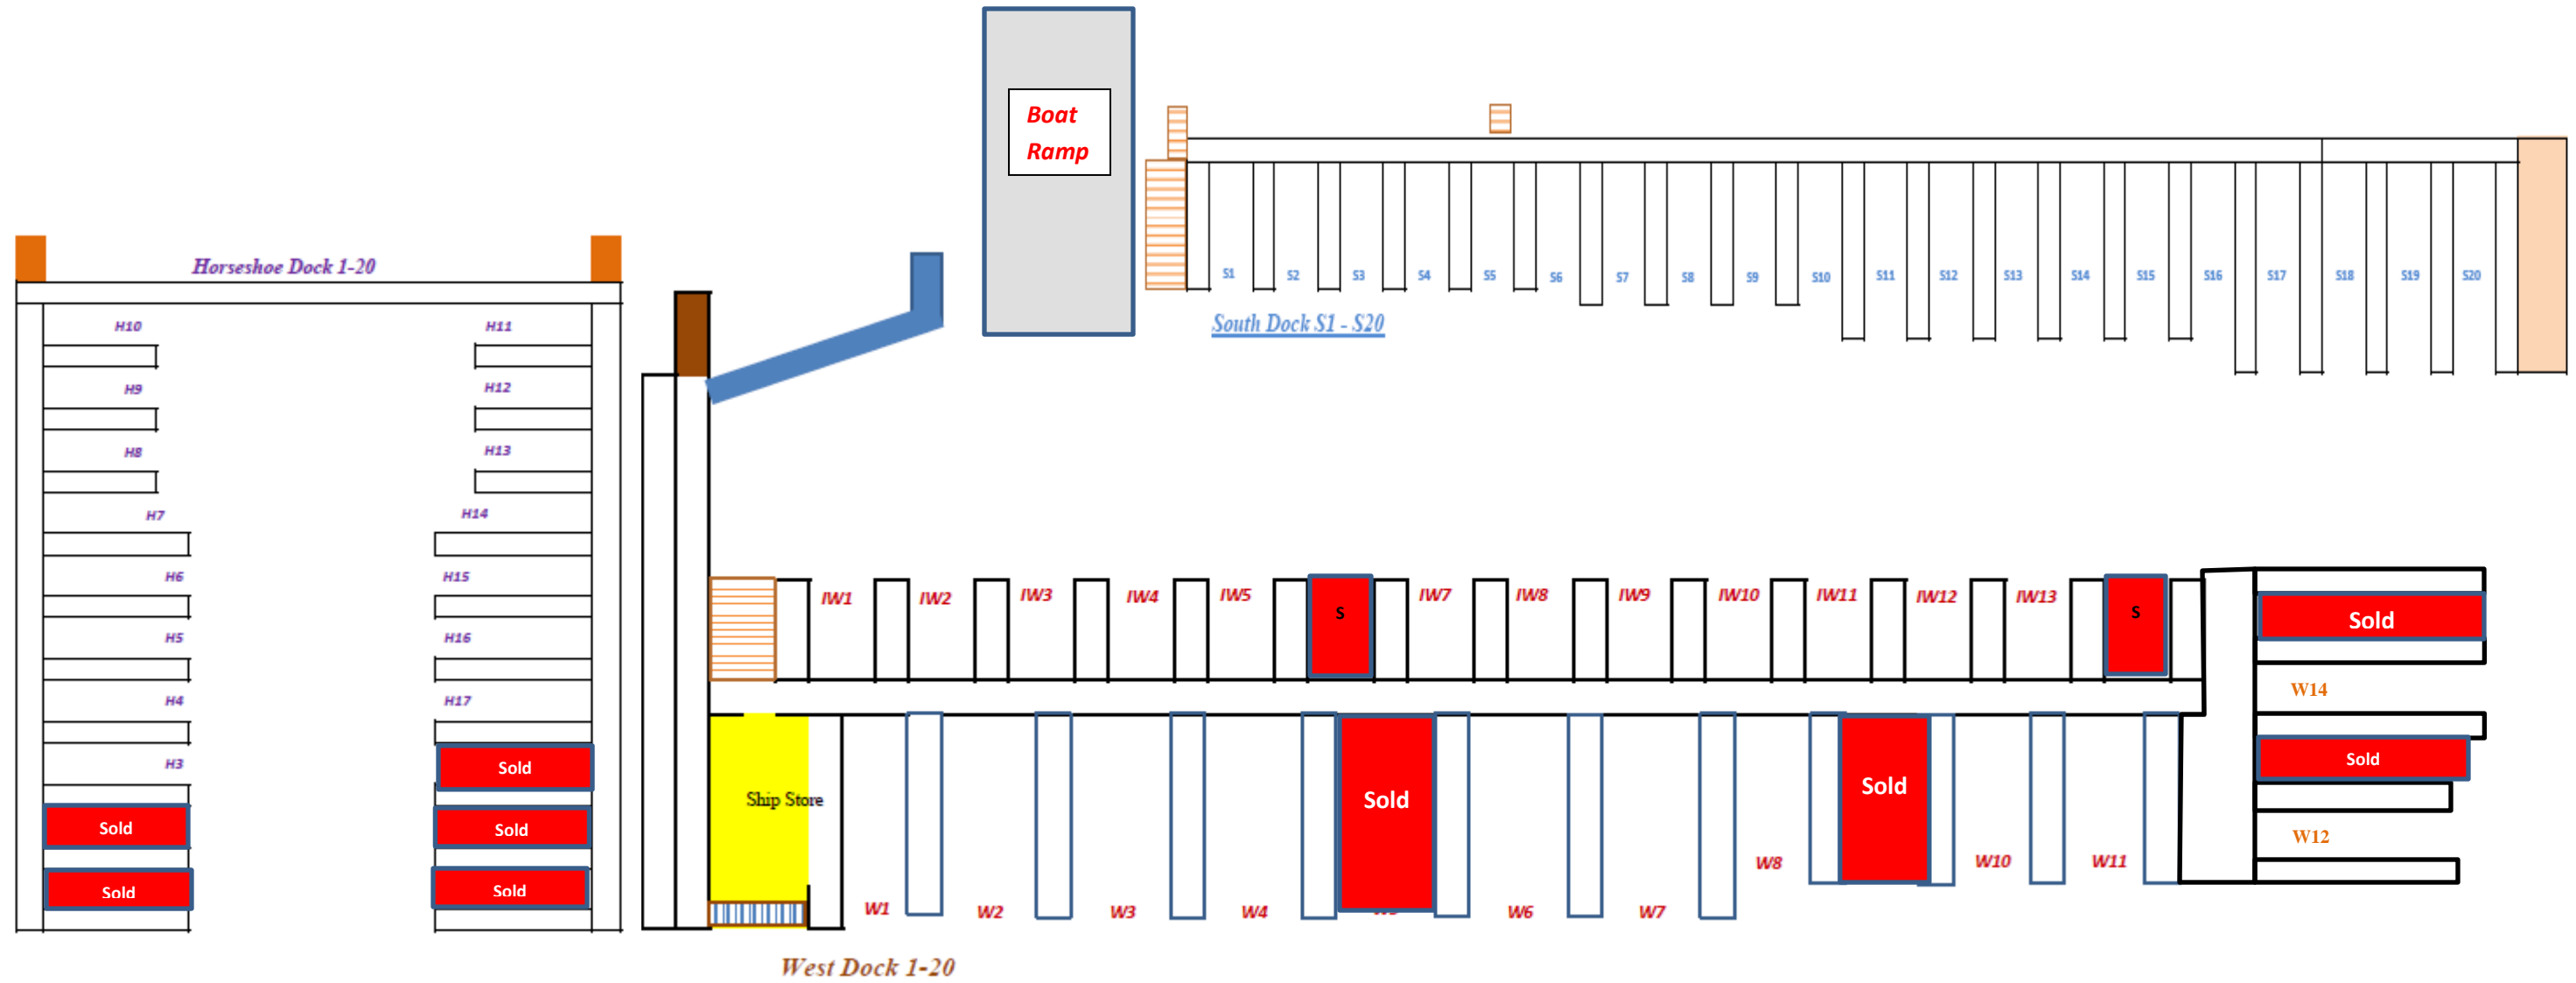 Boat
Ramp
S1 S2 S3 S4 S5 S6 S7 S8 S9 S10 S11 S12 S13 S14 S15 S16 S17 S18 S19 S20
South Dock S1 - S20
Horsehoe Dock 1-20
H10 H11
H9 H12
H8 H13
H7 H14
H6 H15
H5 H16
H4 H17
H3
Sold
Sold Sold
Sold Sold
IW1 IW2 IW3 IW4 IW5 S IW7 IW8 IW9 IW10 IW11 IW12 IW13 S
Sold
W14
Sold
W12
Ship Store
Sold
Sold
W1 W2 W3 W4 W6 W7 W8 W10 W11
West Dock 1-20